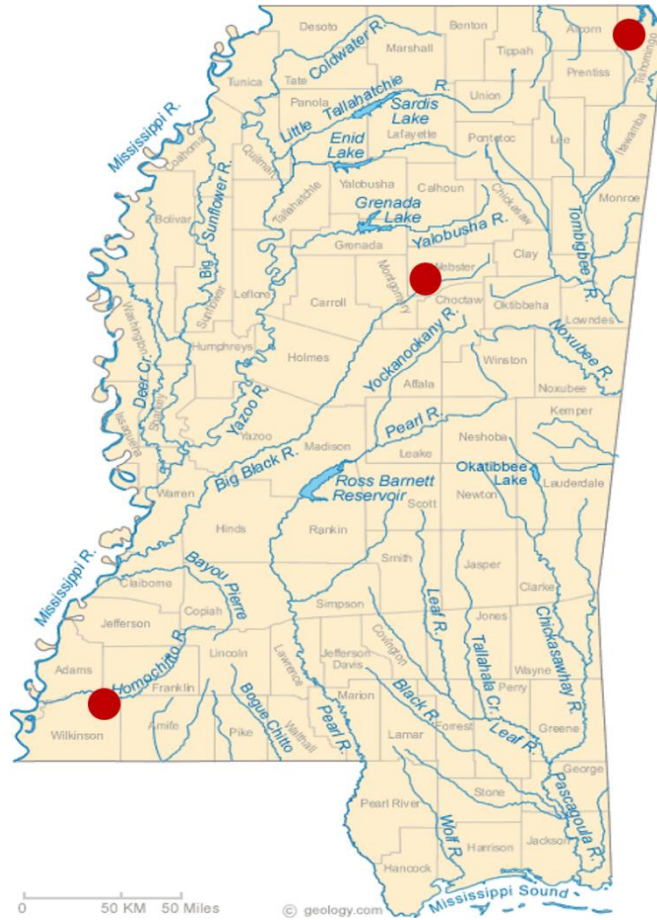 Desoto
Coldwater R.
Marshall
Benton
Tippah
Alcorn
Tishomingo
Prentiss
Tunica
Tate
Panola
Little Tallahatchie R.
Sardis
Lake
Union
Lafayette
Pontotoc
Lee
Itawamba
Mississippi R.
Coahoma
Quitman
Enid
Lake
Tallahatchie
Yalobusha
Calhoun
Chickasaw
Monroe
Bolivar
Big Sunflower R.
Grenada
Lake
Grenada
Yalobusha R.
Tombigbee R.
Clay
Webster
Montgomery
Choctaw
Oktibbeha
Lowndes
Sunflower
Leflore
Carroll
Washington
Humphreys
Holmes
Yockanockany R.
Winston
Noxubee R.
Noxubee
Deer Cr.
Sharkey
Issaquena
Yazoo R.
Yazoo
Affala
Pearl R.
Kemper
Madison
Leake
Neshoba
Big Black R.
Warren
Ross Barnett
Reservoir
Okatibbee
Lake
Scott
Newton
Lauderdale
Hinds
Rankin
Mississippi R.
Claiborne
Bayou Pierre
Smith
Jasper
Clarke
Copiah
Simpson
Leaf R.
Jefferson
Adams
Homochitto R.
Lincoln
Lawrence
Jefferson
Davis
Covington
Jones
Tallahala Cr.
Wayne
Chickasawhay R.
Franklin
Wilkinson
Amife
Pike
Bogue Chitto
Walthall
Marion
Pearl R.
Lamar
Black R.
Forrest
Perry
Leaf R.
Greene
George
Pearl River
Stone
Pascagoula R.
Wolf R.
Hancock
Harrison
Jackson
Mississippi Sound
0 50 KM 50 Miles
© geology.com